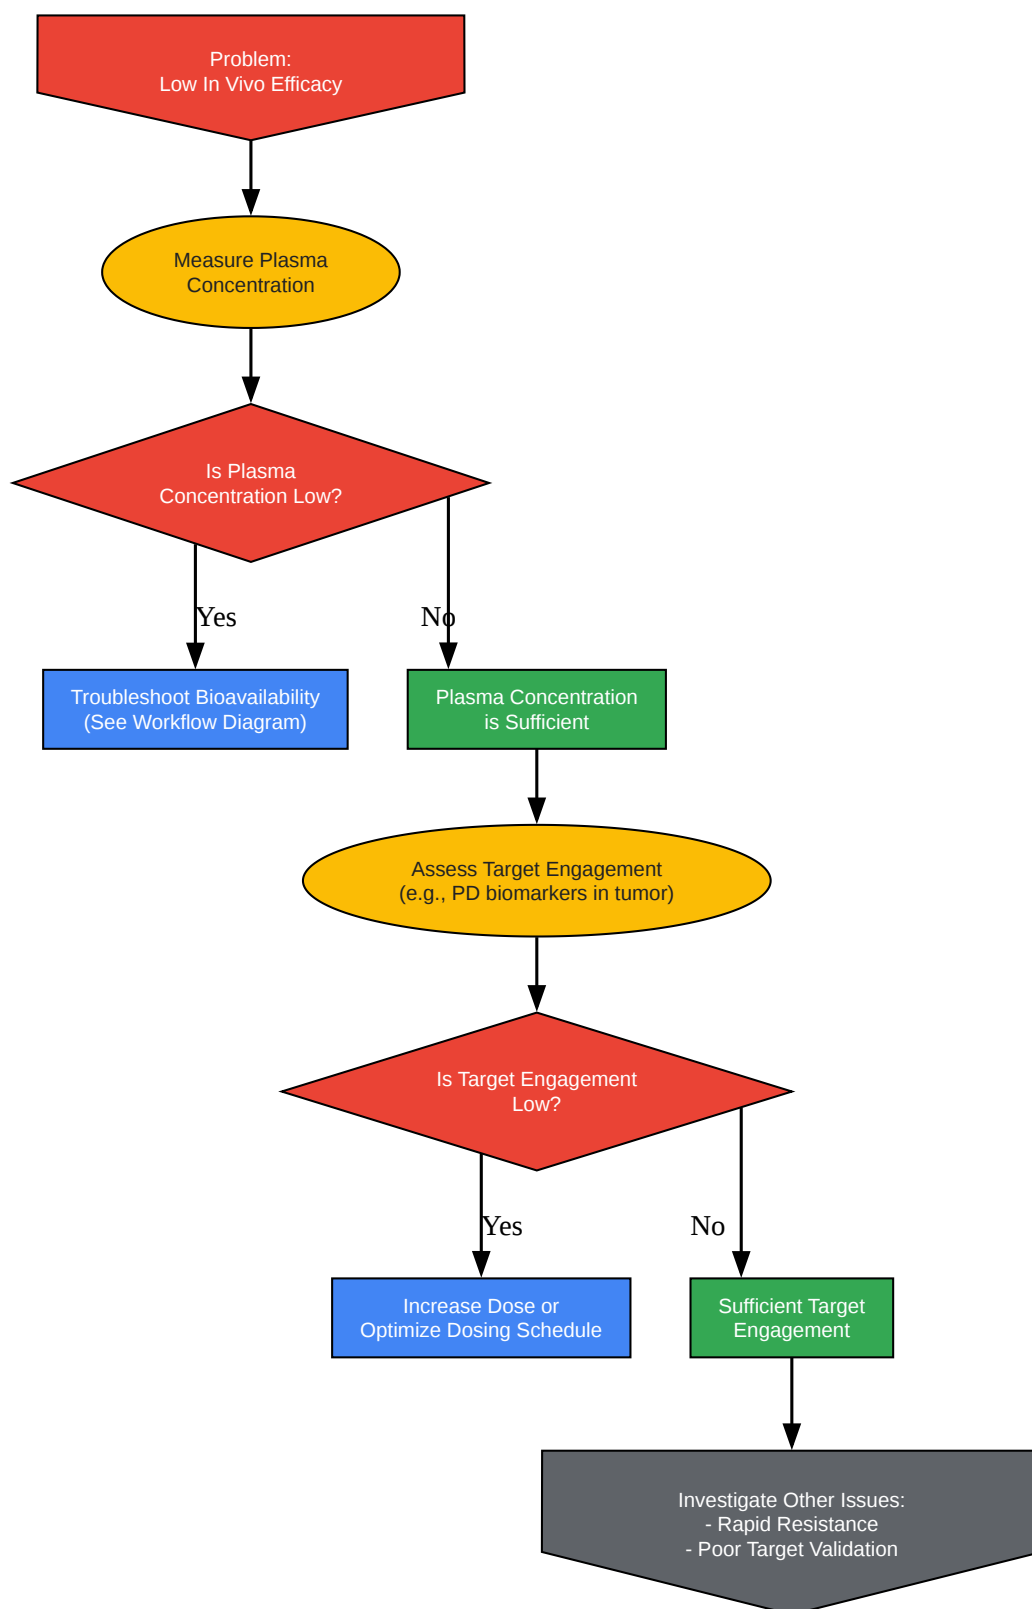 Problem:
Low In Vivo Efficacy
Measure Plasma
Concentration
Is Plasma
Concentration Low?
Yes
No
Troubleshoot Bioavailability
(See Workflow Diagram)
Plasma Concentration
is Sufficient
Assess Target Engagement
(e.g., PD biomarkers in tumor)
Is Target Engagement
Low?
Yes
No
Increase Dose or
Optimize Dosing Schedule
Sufficient Target
Engagement
Investigate Other Issues:
- Rapid Resistance
- Poor Target Validation